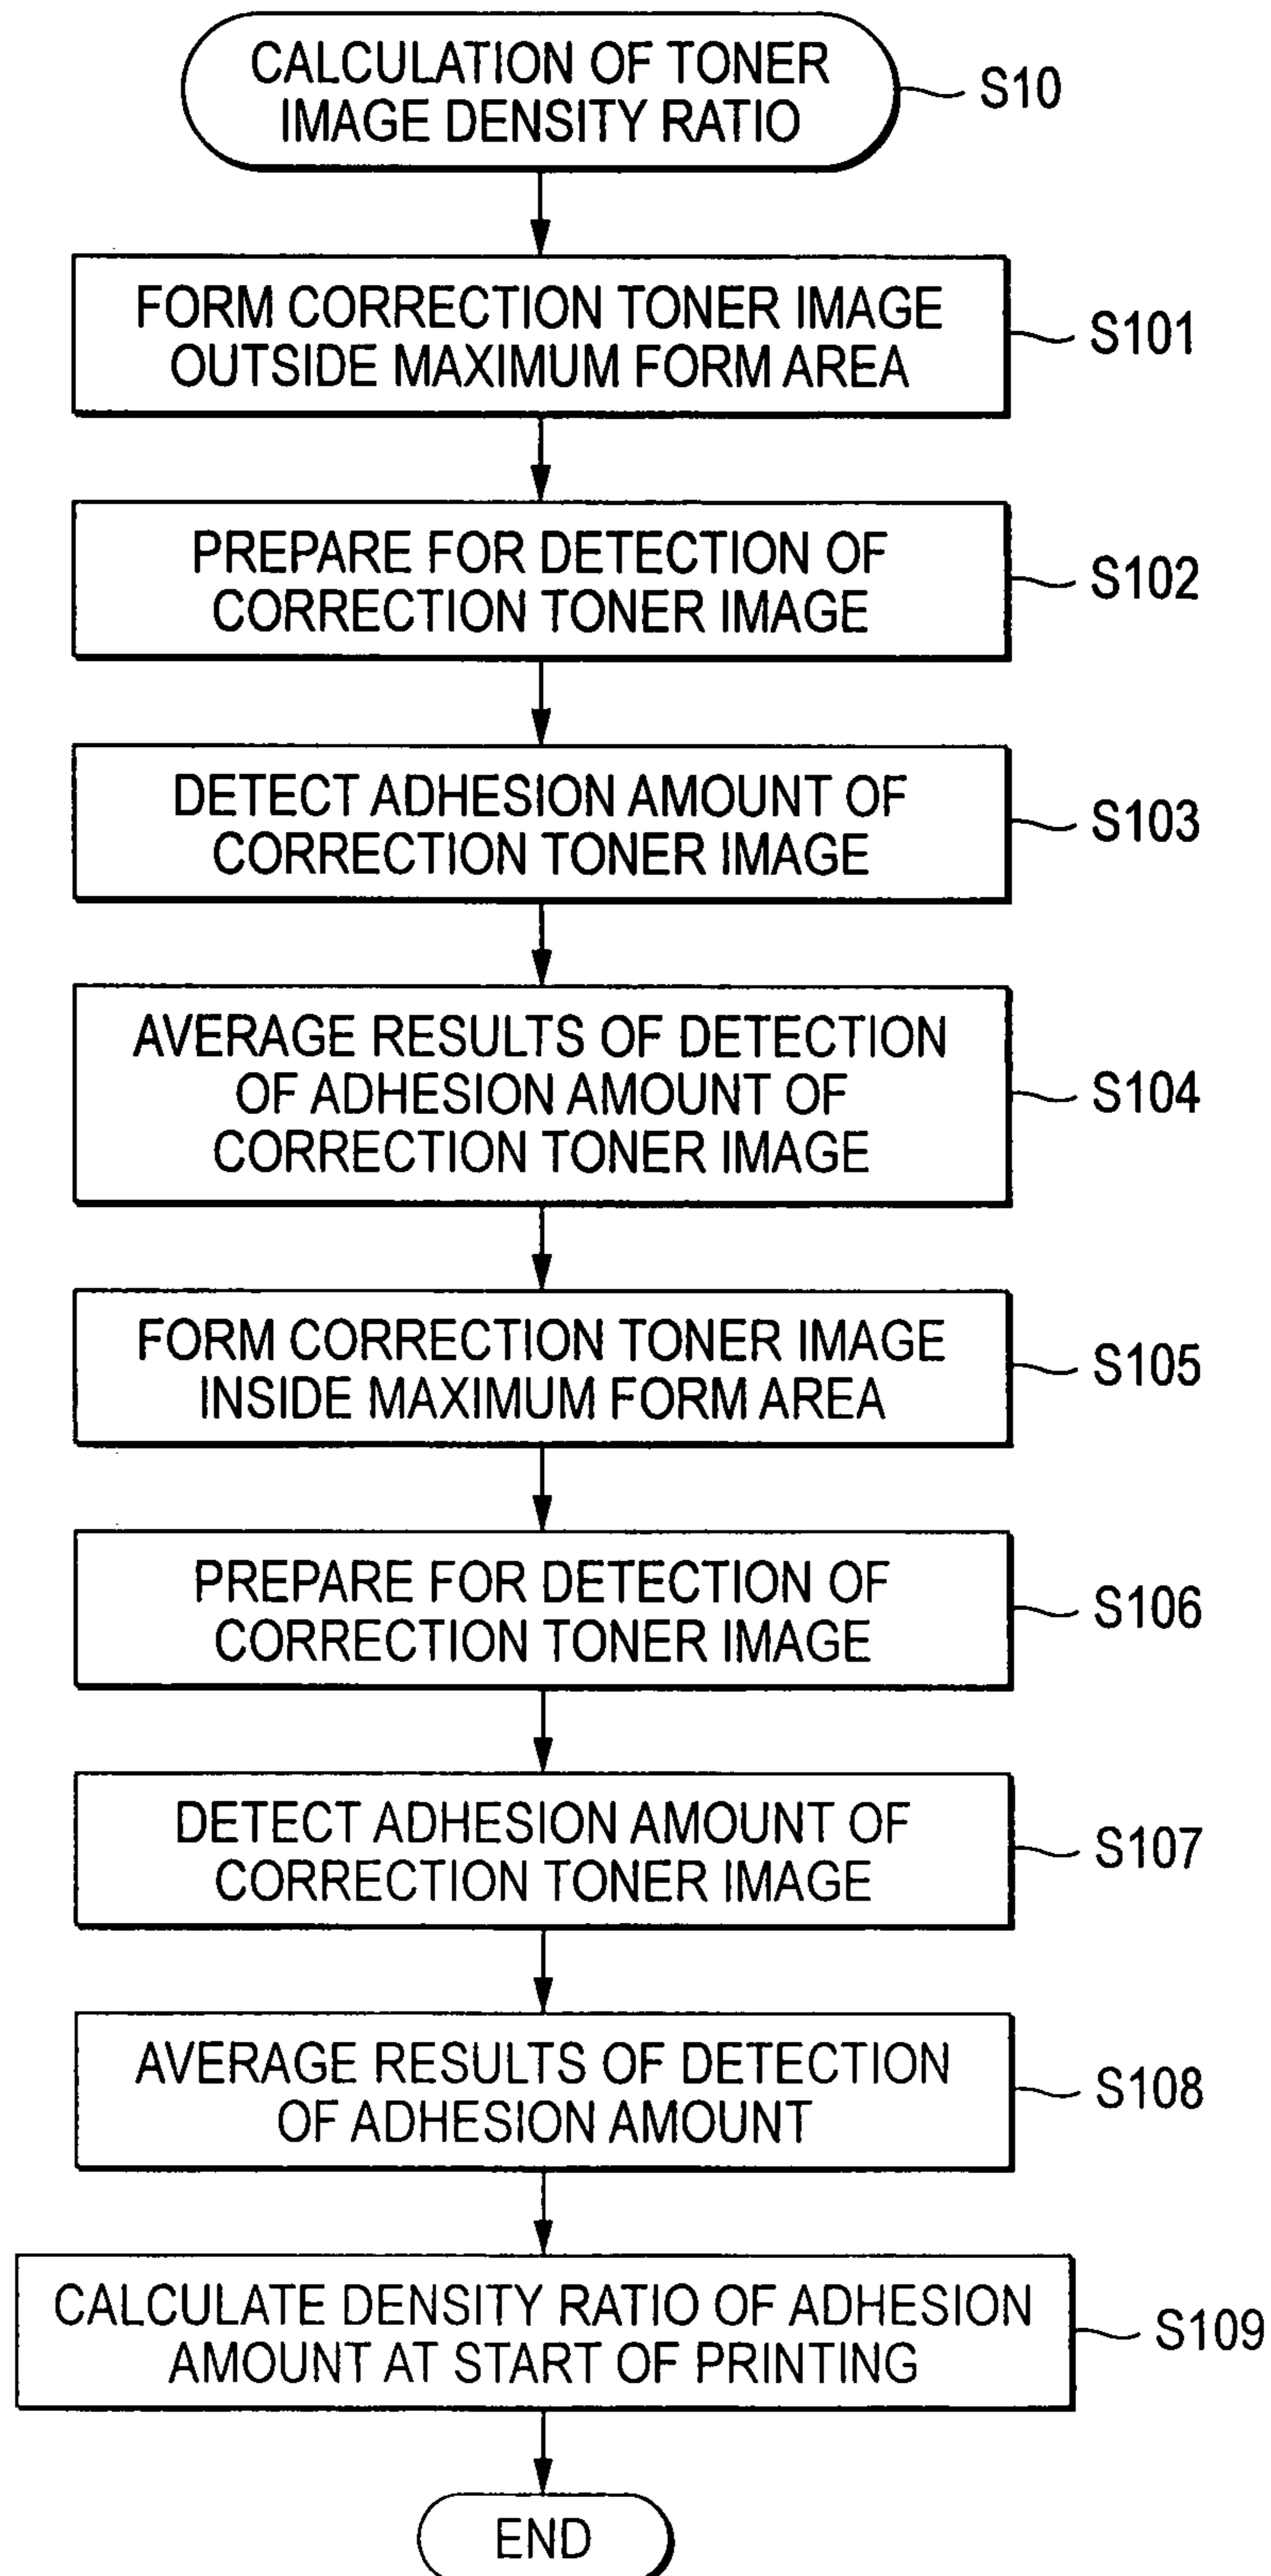 CALCULATION OF TONER
IMAGE DENSITY RATIO
S10
FORM CORRECTION TONER IMAGE
OUTSIDE MAXIMUM FORM AREA
S101
PREPARE FOR DETECTION OF
CORRECTION TONER IMAGE
S102
DETECT ADHESION AMOUNT OF
CORRECTION TONER IMAGE
S103
AVERAGE RESULTS OF DETECTION
OF ADHESION AMOUNT OF
CORRECTION TONER IMAGE
S104
FORM CORRECTION TONER IMAGE
INSIDE MAXIMUM FORM AREA
S105
PREPARE FOR DETECTION OF
CORRECTION TONER IMAGE
S106
DETECT ADHESION AMOUNT OF
CORRECTION TONER IMAGE
S107
AVERAGE RESULTS OF DETECTION
OF ADHESION AMOUNT
S108
CALCULATE DENSITY RATIO OF ADHESION
AMOUNT AT START OF PRINTING
S109
END